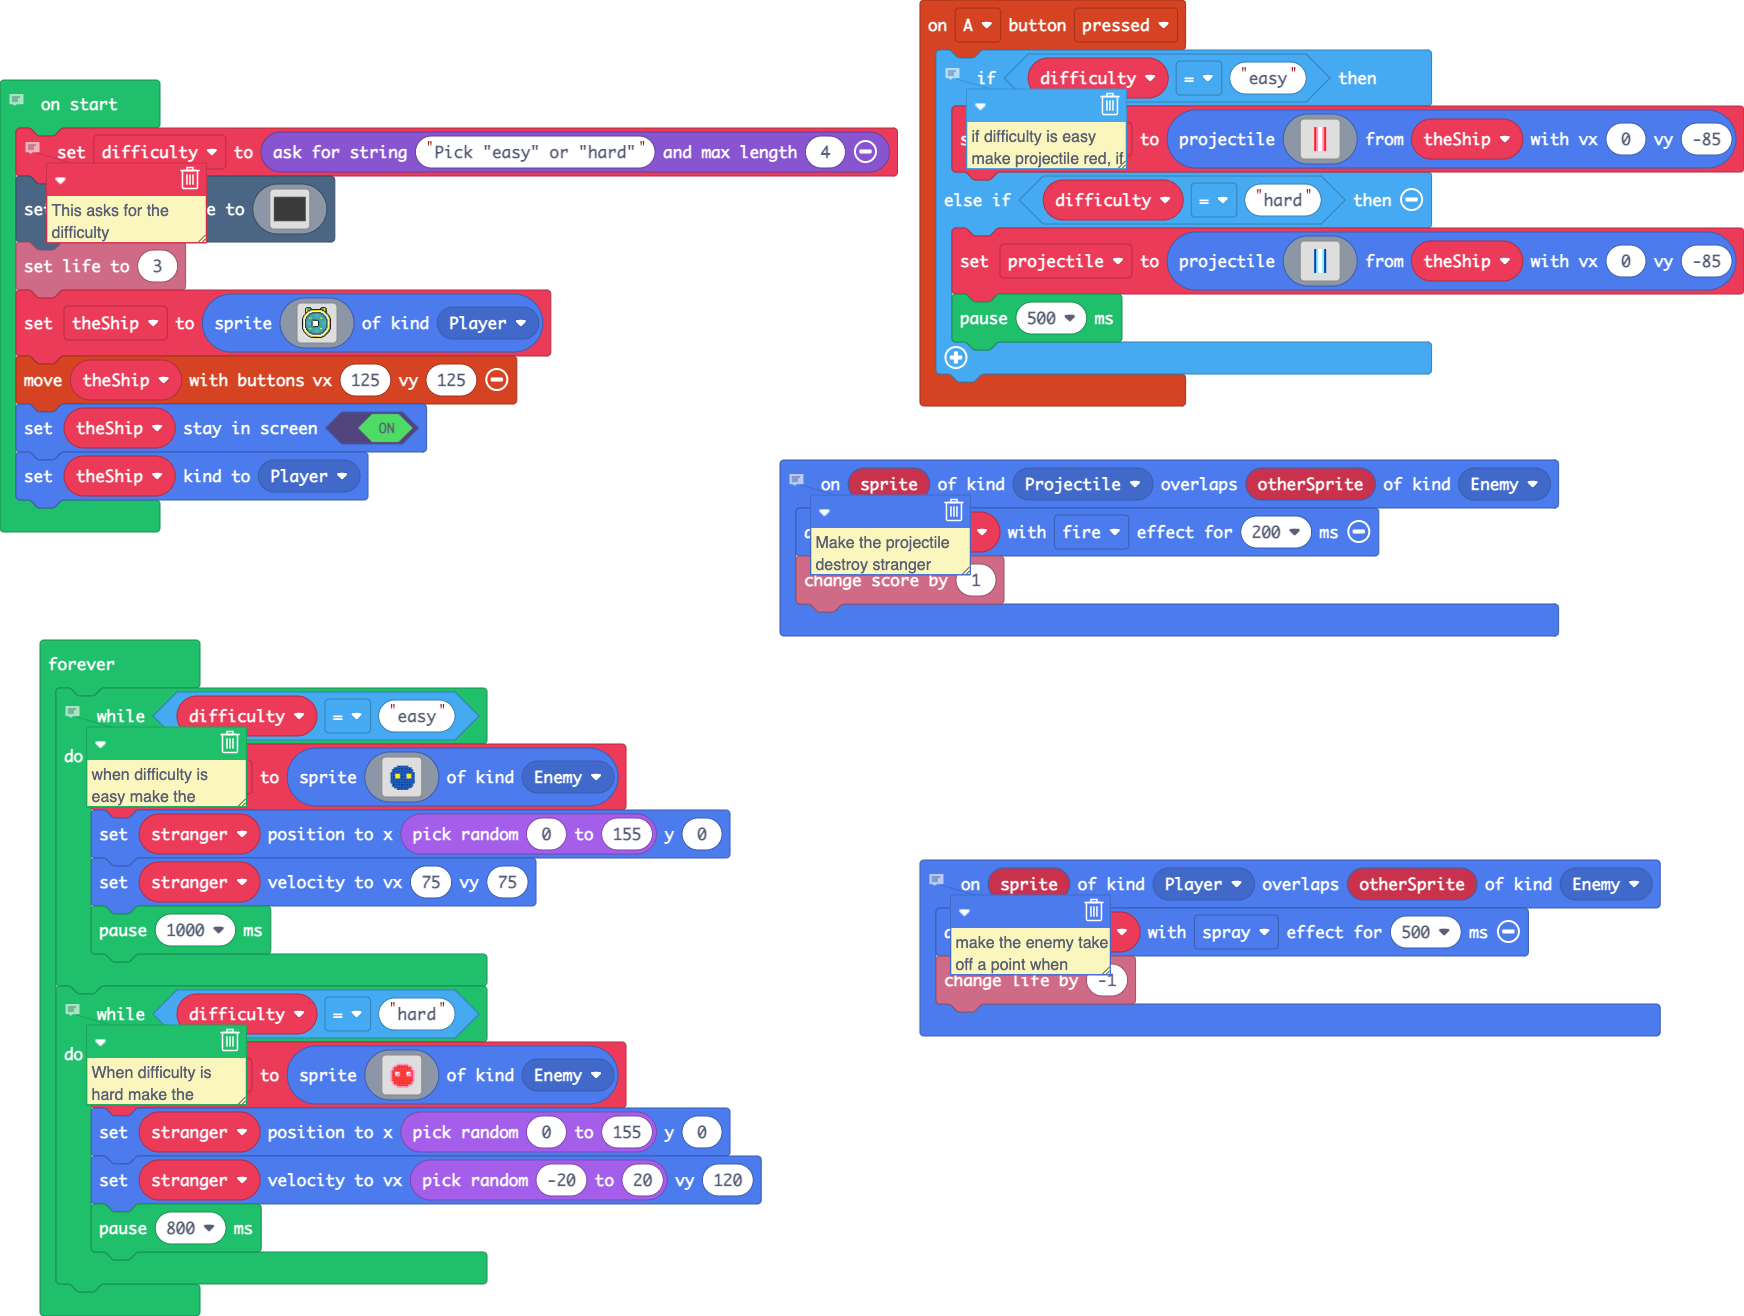 on start
set difficulty to ask for string "Pick "easy" or "hard"" and max length 4
This asks for the
difficulty
e to
set life to 3
set theShip to sprite of kind Player
move theShip with buttons vx 125 vy 125
set theShip stay in screen ON
set theShip kind to Player
on A button pressed
if difficulty = "easy" then
if difficulty is easy
make projectile red, if
to projectile from theShip with vx 0 vy -85
else if difficulty = "hard" then
set projectile to projectile from theShip with vx 0 vy -85
pause 500 ms
on sprite of kind Projectile overlaps otherSprite of kind Enemy
Make the projectile
destroy stranger
with fire effect for 200 ms
change score by 1
forever
while difficulty = "easy"
do
when difficulty is
easy make the
to sprite of kind Enemy
set stranger position to x pick random 0 to 155 y 0
set stranger velocity to vx 75 vy 75
pause 1000 ms
while difficulty = "hard"
do
When difficulty is
hard make the
to sprite of kind Enemy
set stranger position to x pick random 0 to 155 y 0
set stranger velocity to vx pick random -20 to 20 vy 120
pause 800 ms
on sprite of kind Player overlaps otherSprite of kind Enemy
make the enemy take
off a point when
with spray effect for 500 ms
change life by -1